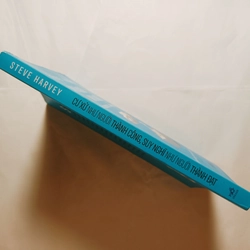 STEVE HARVEY
CƯ XỬ NHƯ NGƯỜI THÀNH CÔNG, SUY NGHĨ NHƯ NGƯỜI THÀNH ĐẠT